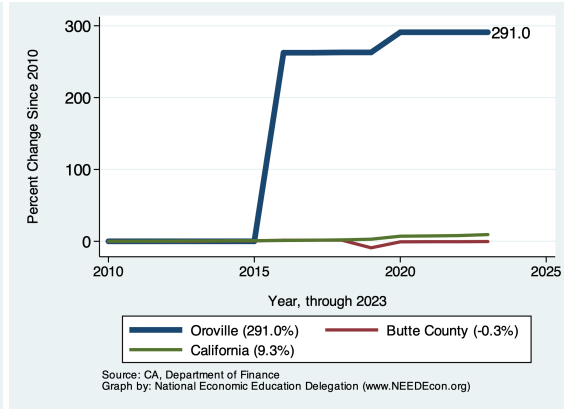 300
291.0
200
100
0
Percent Change Since 2010
2010
2015
2020
2025
Year, through 2023
Oroville (291.0%)
Butte County (-0.3%)
California (9.3%)
Source: CA, Department of Finance
Graph by: National Economic Education Delegation (www.NEEDEcon.org)